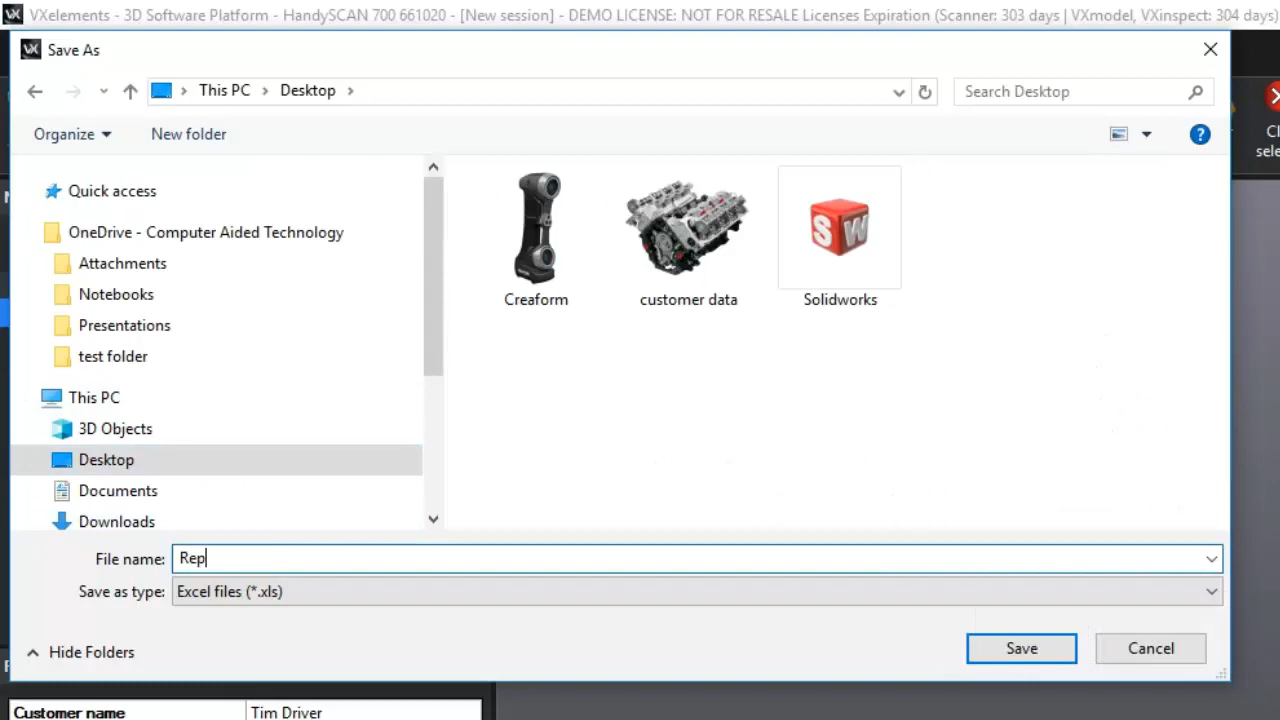 VXelements - 3D Software Platform - HandySCAN 700 661020 - [New session] - DEMO LICENSE: NOT FOR RESALE Licenses Expiration (Scanner: 303 days | VXmodel, VXinspect: 304 days)
Save As
This PC > Desktop >
Search Desktop
Organize
New folder
Quick access
OneDrive - Computer Aided Technology
Attachments
Notebooks
Presentations
test folder
This PC
3D Objects
Desktop
Documents
Downloads
Creaform
customer data
Solidworks
SW
File name: Rep
Save as type: Excel files (*.xls)
Hide Folders
Save
Cancel
Customer name
Tim Driver